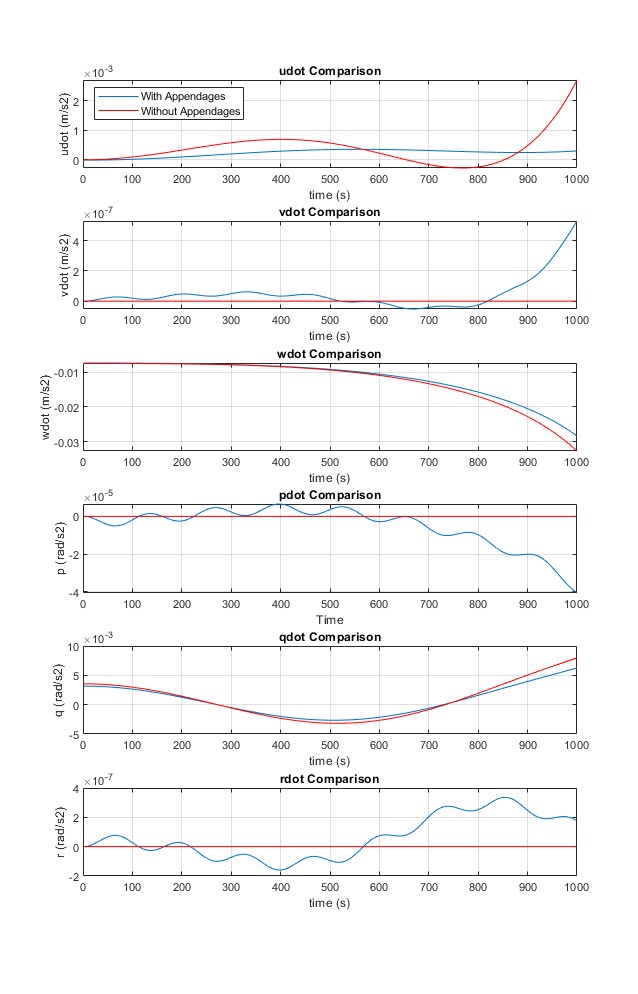 udot Comparison
×10^-3
With Appendages
Without Appendages
2
1
0
udot (m/s2)
0 100 200 300 400 500 600 700 800 900 1000
time (s)
vdot Comparison
×10^-7
4
2
0
vdot (m/s2)
0 100 200 300 400 500 600 700 800 900 1000
time (s)
wdot Comparison
-0.01
-0.02
-0.03
wdot (m/s2)
0 100 200 300 400 500 600 700 800 900 1000
time (s)
pdot Comparison
×10^-5
0
-2
-4
p (rad/s2)
0 100 200 300 400 500 600 700 800 900 1000
Time
qdot Comparison
×10^-3
10
5
0
-5
q (rad/s2)
0 100 200 300 400 500 600 700 800 900 1000
time (s)
rdot Comparison
×10^-7
4
2
0
-2
r (rad/s2)
0 100 200 300 400 500 600 700 800 900 1000
time (s)